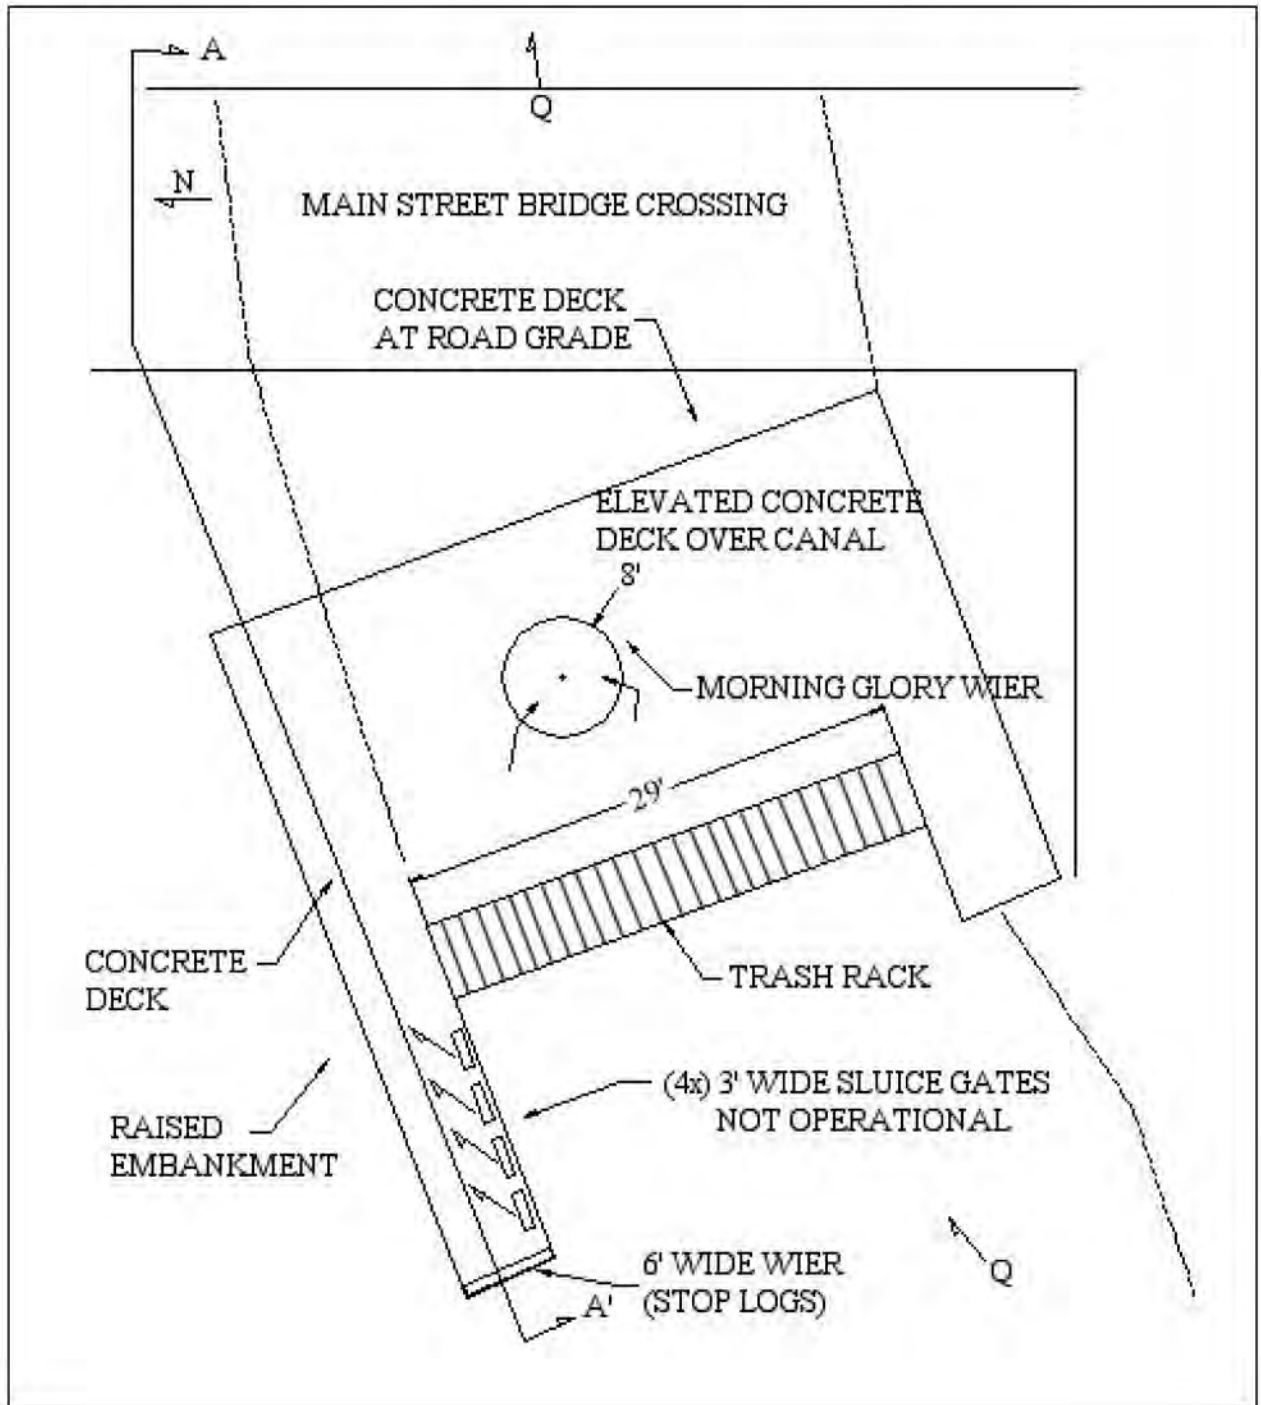 A
Q
N
MAIN STREET BRIDGE CROSSING
CONCRETE DECK
AT ROAD GRADE
ELEVATED CONCRETE
DECK OVER CANAL
8'
MORNING GLORY WIER
29'
CONCRETE
DECK
TRASH RACK
(4x) 3' WIDE SLUICE GATES
NOT OPERATIONAL
RAISED
EMBANKMENT
6' WIDE WIER
(STOP LOGS)
Q
A'